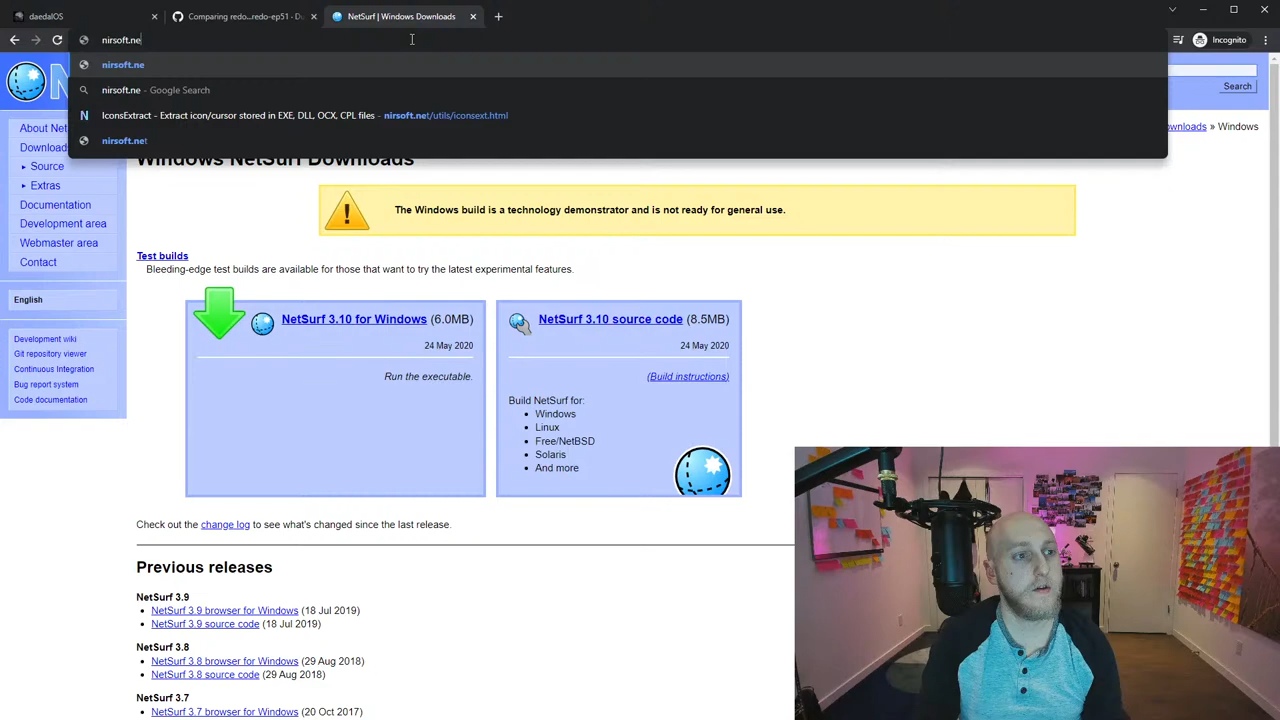 daedalOS
Comparing redo...redo-ep51 - Du
NetSurf | Windows Downloads
nirsoft.ne
Incognito
nirsoft.ne
nirsoft.ne - Google Search
IconsExtract - Extract icon/cursor stored in EXE, DLL, OCX, CPL files - nirsoft.net/utils/iconsext.html
nirsoft.net
Search
About Net
Downloads
Source
Extras
Documentation
Development area
Webmaster area
Contact
English
Development wiki
Git repository viewer
Continuous Integration
Bug report system
Code documentation
wnloads » Windows
Windows NetSurf Downloads
The Windows build is a technology demonstrator and is not ready for general use.
Test builds
Bleeding-edge test builds are available for those that want to try the latest experimental features.
NetSurf 3.10 for Windows (6.0MB)
24 May 2020
Run the executable.
NetSurf 3.10 source code (8.5MB)
24 May 2020
(Build instructions)
Build NetSurf for:
Windows
Linux
Free/NetBSD
Solaris
And more
Check out the change log to see what's changed since the last release.
Previous releases
NetSurf 3.9
NetSurf 3.9 browser for Windows (18 Jul 2019)
NetSurf 3.9 source code (18 Jul 2019)
NetSurf 3.8
NetSurf 3.8 browser for Windows (29 Aug 2018)
NetSurf 3.8 source code (29 Aug 2018)
NetSurf 3.7
NetSurf 3.7 browser for Windows (20 Oct 2017)